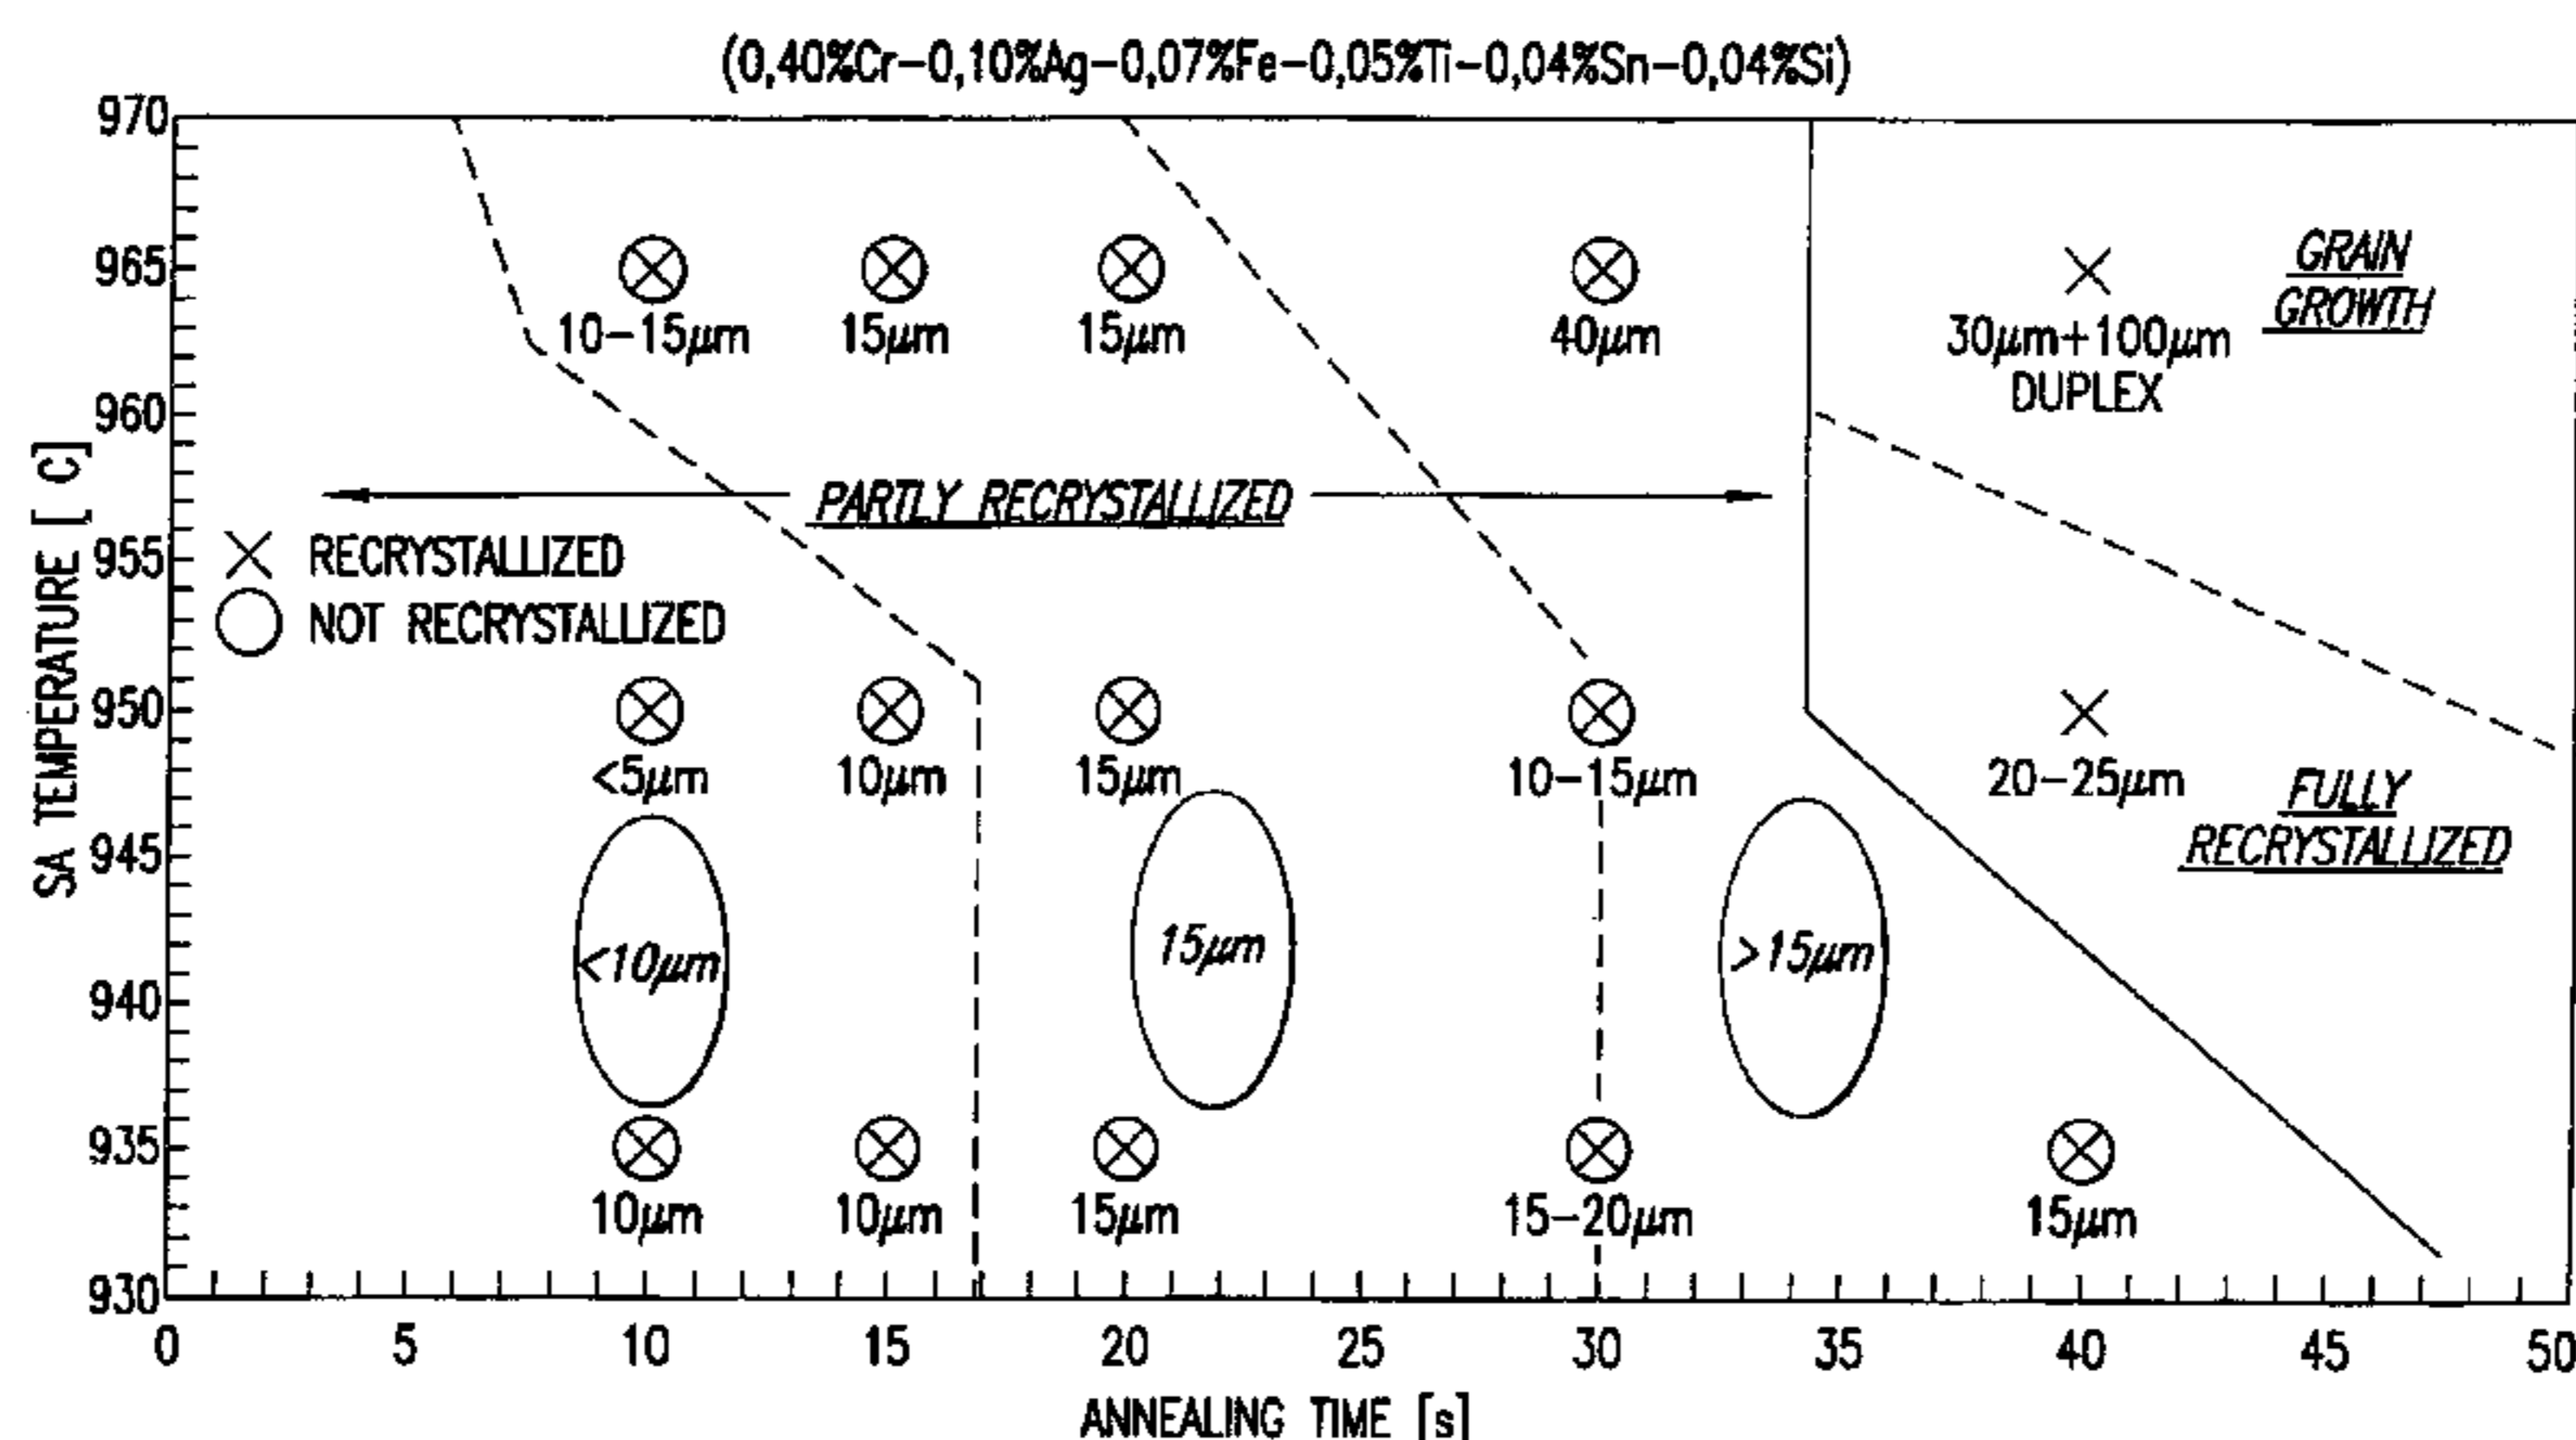 (0,40%Cr-0,10%Ag-0,07%Fe-0,05%Ti-0,04%Sn-0,04%Si)
970
965
960
955
950
945
940
935
930
SA TEMPERATURE [ C]
10-15μm
15μm
15μm
40μm
30μm+100μm
DUPLEX
GRAIN
GROWTH
PARTLY RECRYSTALLIZED
RECRYSTALLIZED
NOT RECRYSTALLIZED
<5μm
10μm
15μm
10-15μm
20-25μm
FULLY
RECRYSTALLIZED
<10μm
15μm
>15μm
10μm
10μm
15μm
15-20μm
15μm
0 5 10 15 20 25 30 35 40 45 50
ANNEALING TIME [s]